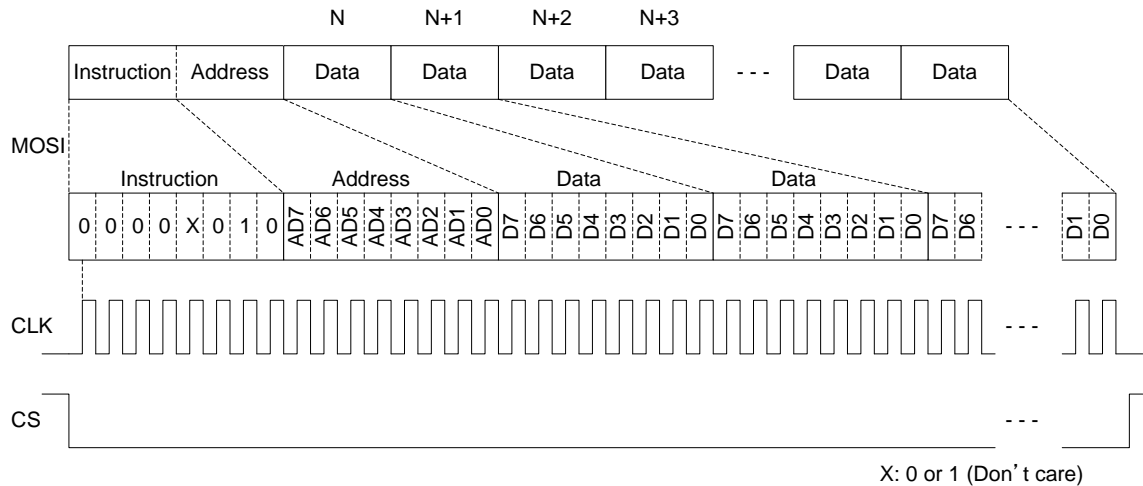 N N+1 N+2 N+3
Instruction Address Data Data Data Data - - - Data Data
MOSI
Instruction Address Data Data
0 0 0 0 X 0 1 0 AD7 AD6 AD5 AD4 AD3 AD2 AD1 AD0 D7 D6 D5 D4 D3 D2 D1 D0 D7 D6 D5 D4 D3 D2 D1 D0 D7 D6 - - - D1 D0
CLK - - -
CS - - -
X: 0 or 1 (Don't care)